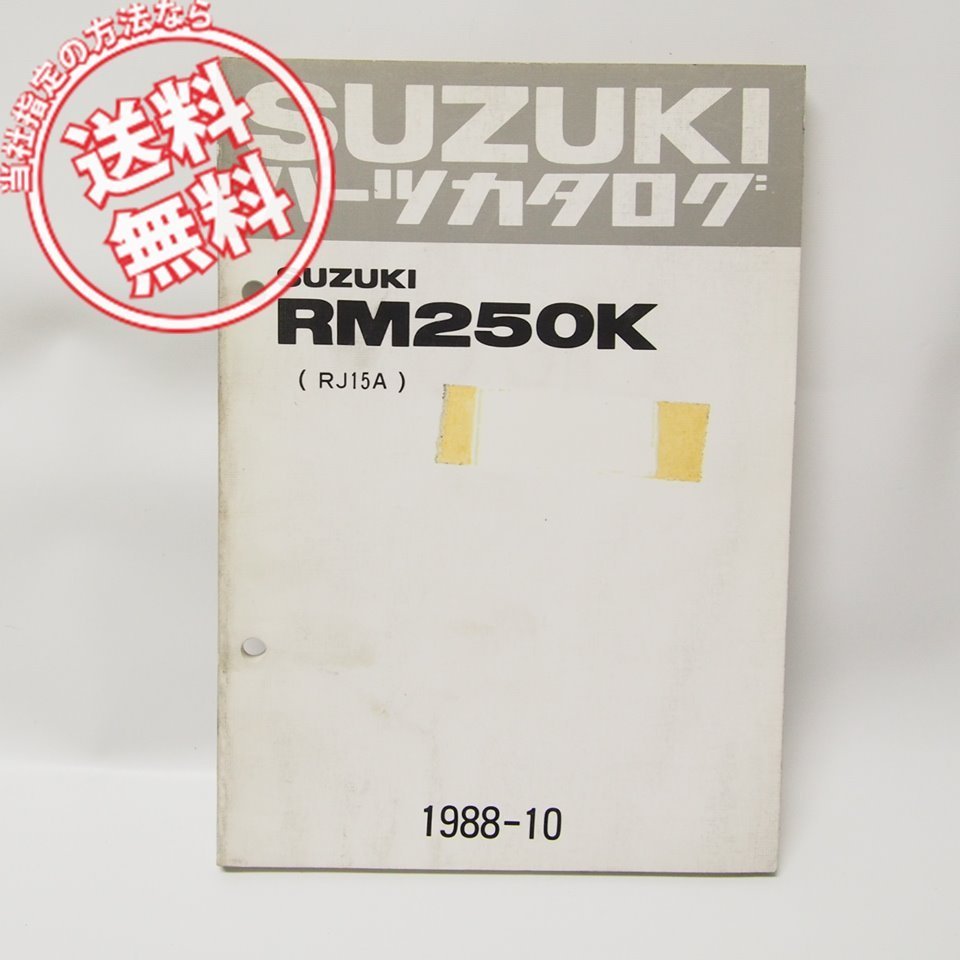 当社指定の方法なら
送料
無料
SUZUKI
パーツカタログ
SUZUKI
RM250K
( RJ15A )
1988-10